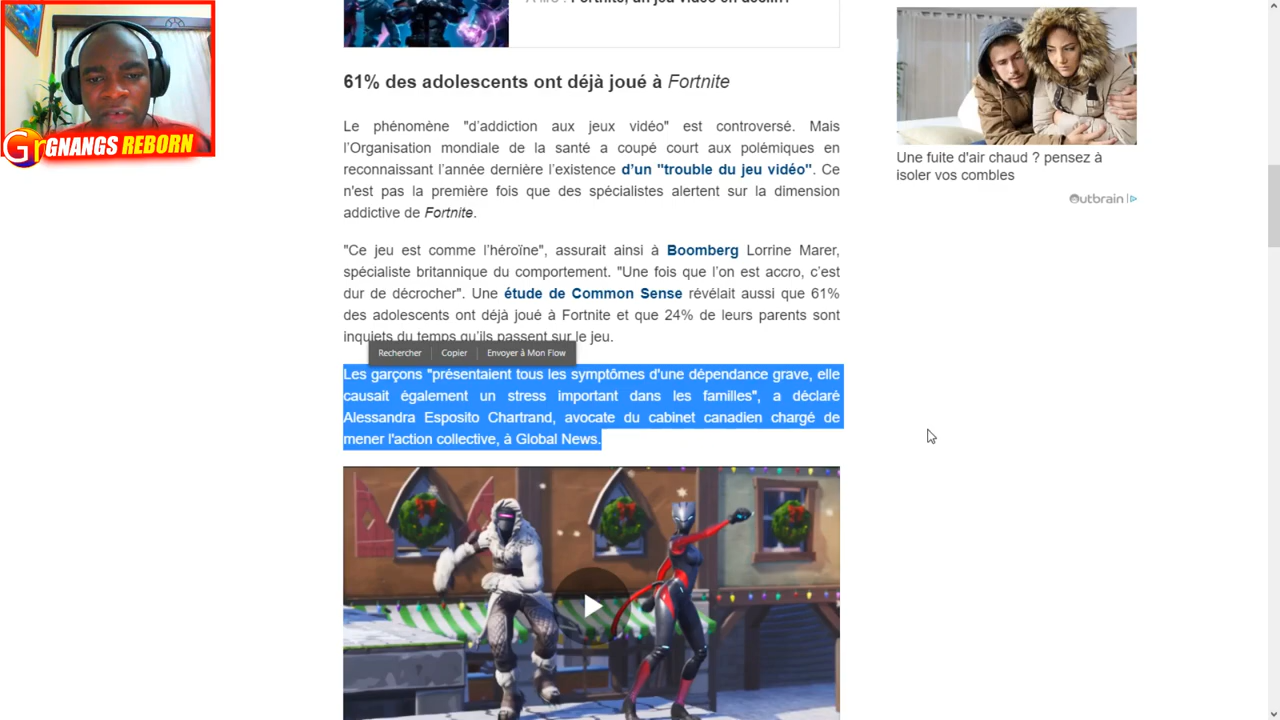 À lire : Fortnite, un jeu vidéo en déclin?
61% des adolescents ont déjà joué à Fortnite
Le phénomène "d’addiction aux jeux vidéo" est controversé. Mais
l’Organisation mondiale de la santé a coupé court aux polémiques en
reconnaissant l’année dernière l’existence d’un "trouble du jeu vidéo". Ce
n'est pas la première fois que des spécialistes alertent sur la dimension
addictive de Fortnite.
"Ce jeu est comme l’héroïne", assurait ainsi à Boomberg Lorrine Marer,
spécialiste britannique du comportement. "Une fois que l’on est accro, c’est
dur de décrocher". Une étude de Common Sense révélait aussi que 61%
des adolescents ont déjà joué à Fortnite et que 24% de leurs parents sont
inquiets du temps qu’ils passent sur le jeu.
Rechercher Copier Envoyer à Mon Flow
Les garçons "présentaient tous les symptômes d'une dépendance grave, elle
causait également un stress important dans les familles", a déclaré
Alessandra Esposito Chartrand, avocate du cabinet canadien chargé de
mener l'action collective, à Global News.
Une fuite d'air chaud ? pensez à
isoler vos combles
Outbrain
Gr GNANGS REBORN